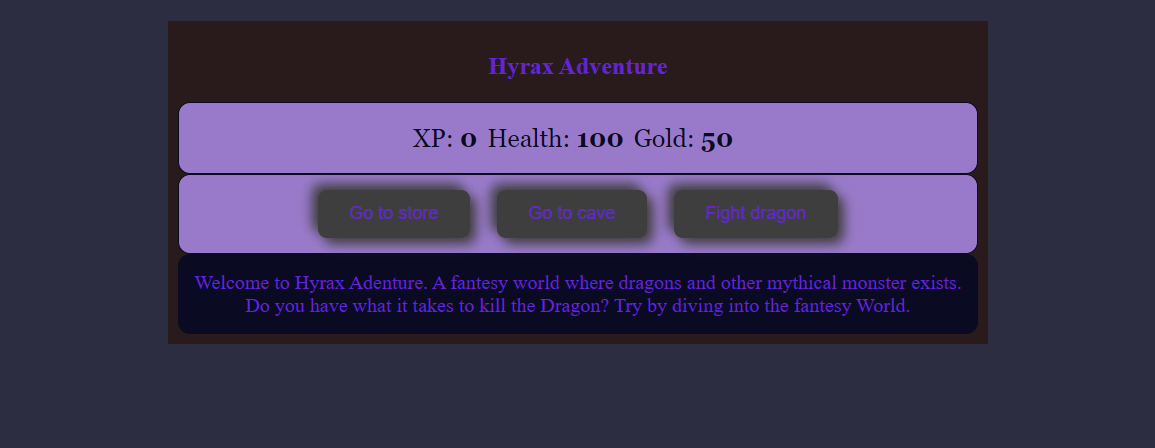 Hyrax Adventure
XP: 0 Health: 100 Gold: 50
Go to store Go to cave Fight dragon
Welcome to Hyrax Adenture. A fantesy world where dragons and other mythical monster exists.
Do you have what it takes to kill the Dragon? Try by diving into the fantesy World.